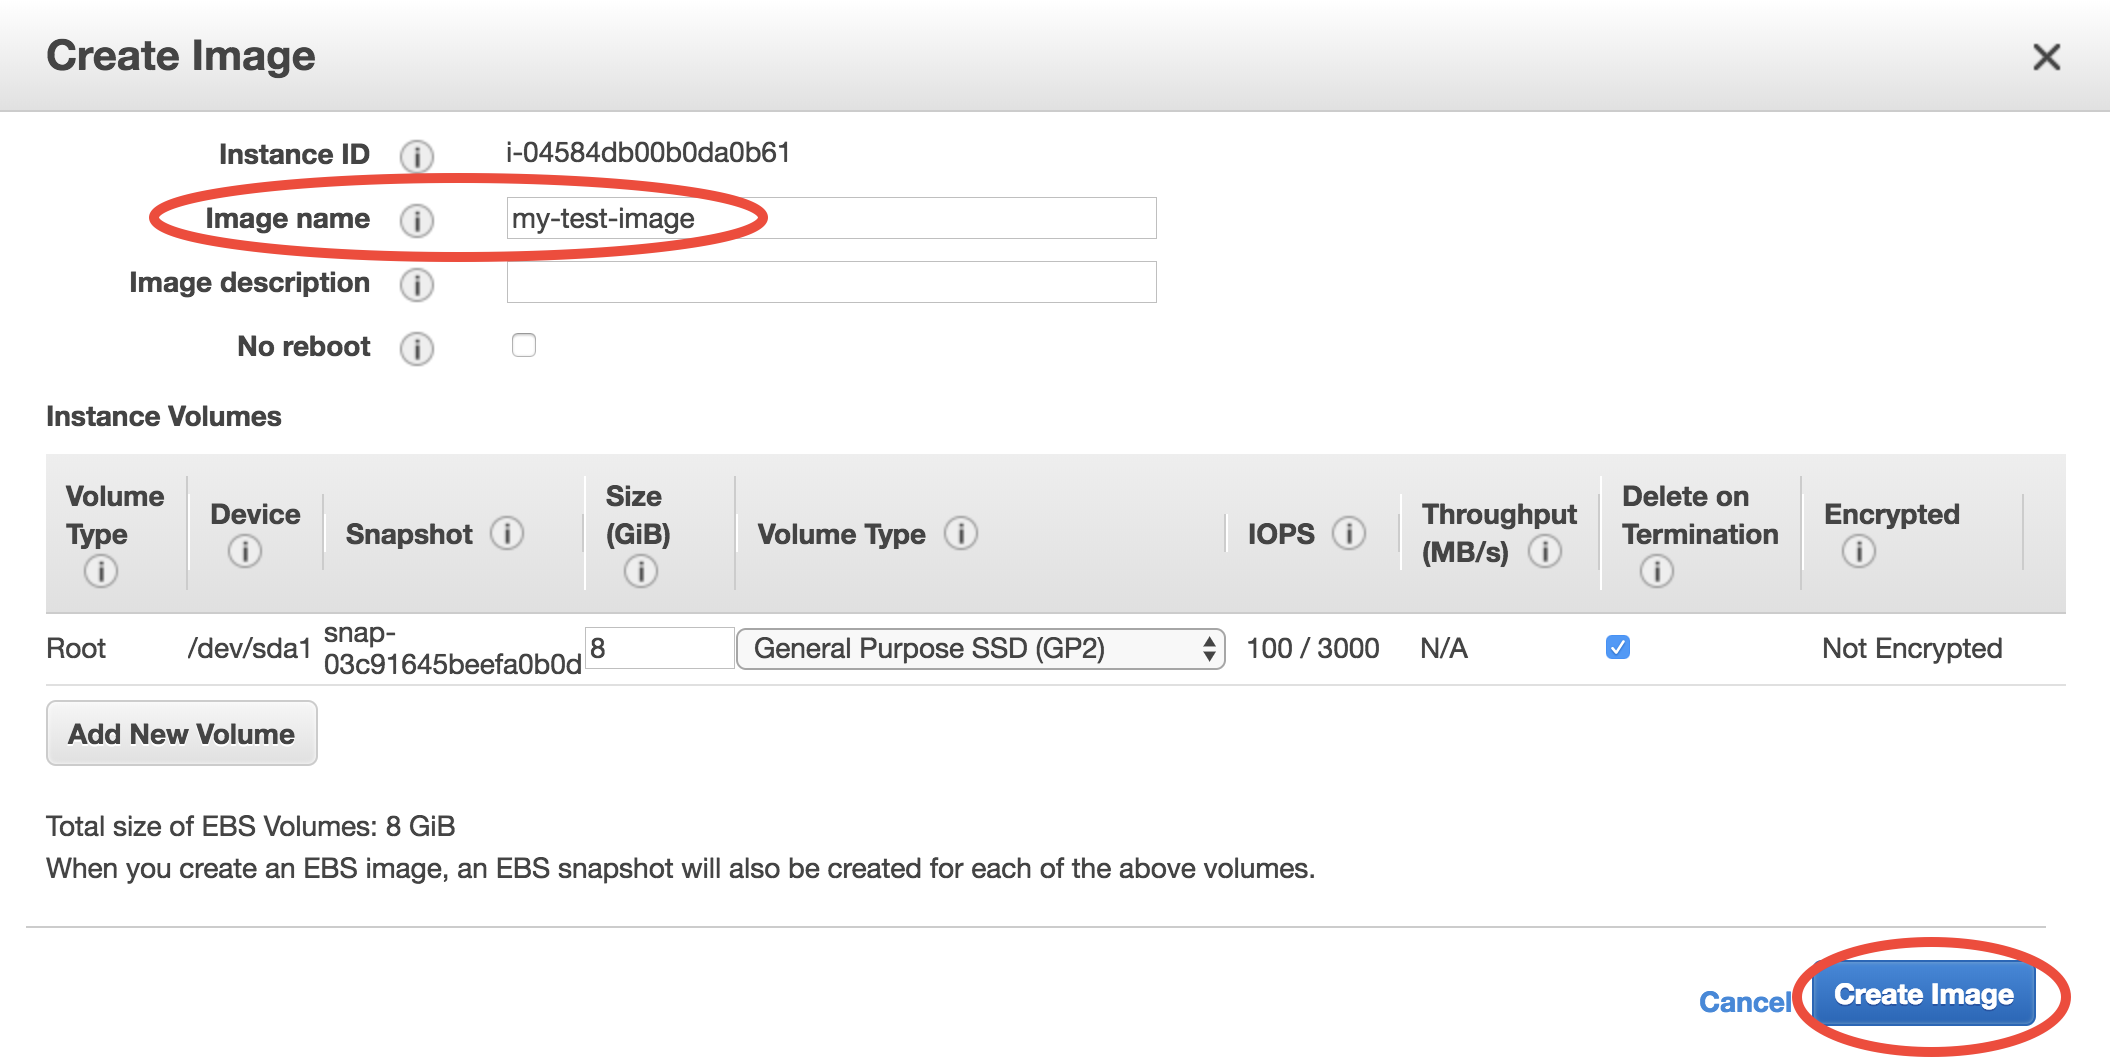 Create Image
Instance ID i-04584db00b0da0b61
Image name my-test-image
Image description
No reboot
Instance Volumes
Volume Type Device Snapshot Size (GiB) Volume Type IOPS Throughput (MB/s) Delete on Termination Encrypted
Root /dev/sda1 snap-03c91645beefa0b0d 8 General Purpose SSD (GP2) 100 / 3000 N/A Not Encrypted
Add New Volume
Total size of EBS Volumes: 8 GiB
When you create an EBS image, an EBS snapshot will also be created for each of the above volumes.
Cancel Create Image